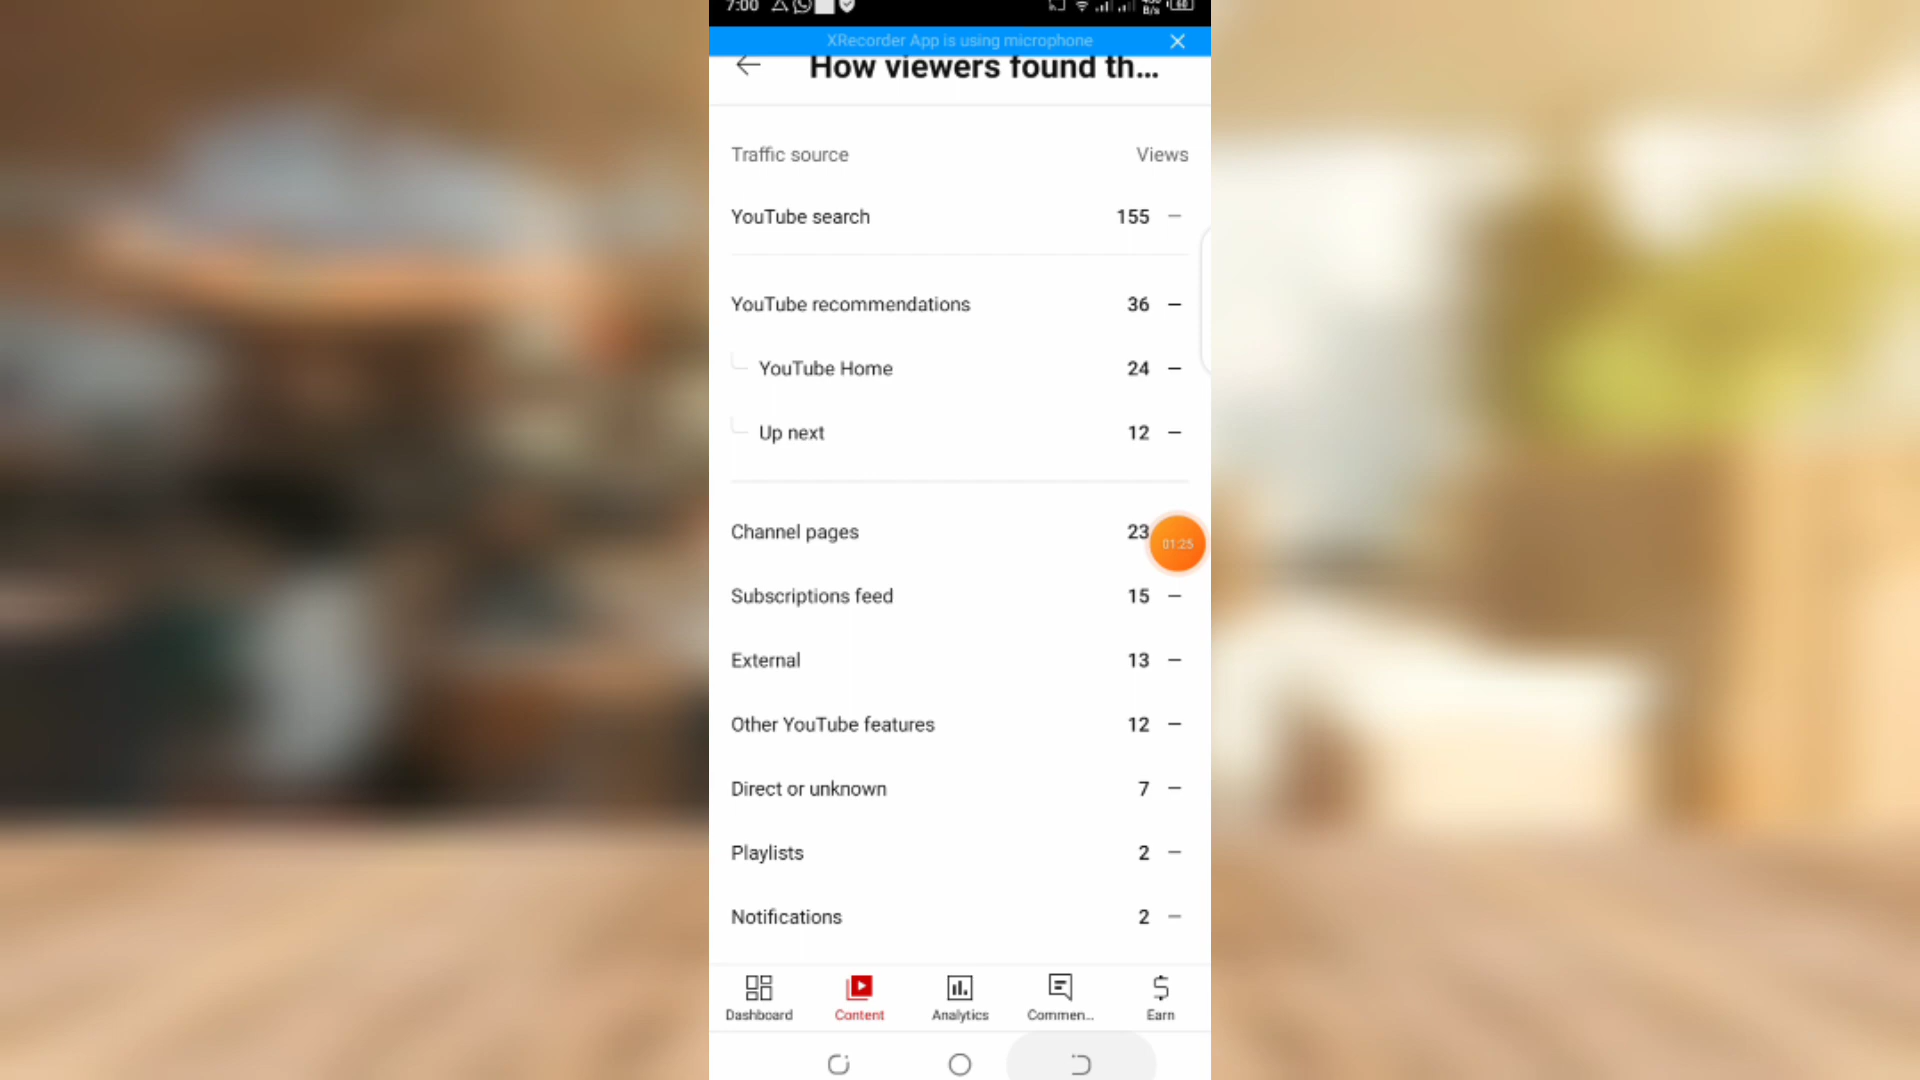 7:00
B/s 60
XRecorder App is using microphone
How viewers found th...
Traffic source Views
YouTube search 155 –
YouTube recommendations 36 –
YouTube Home 24 –
Up next 12 –
Channel pages 23
01:25
Subscriptions feed 15 –
External 13 –
Other YouTube features 12 –
Direct or unknown 7 –
Playlists 2 –
Notifications 2 –
Dashboard Content Analytics Commen... Earn